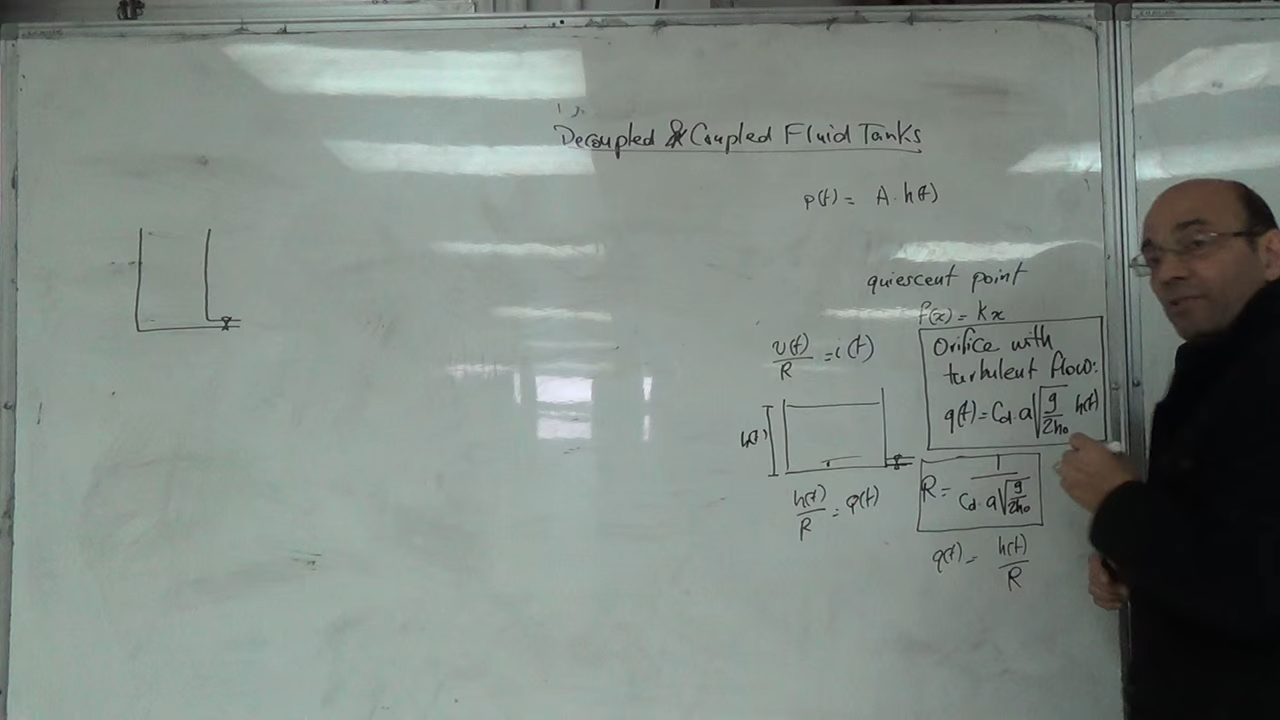 Decoupled & Coupled Fluid Tanks
p(t) = A. h(t)
quiescent point
f(x) = Kx
v(t)/R = i(t)
Orifice with
turbulent flow:
q(t) = Cd. a√(g/2h₀) h(t)
h(t)
R = 1/(Cd. a√(g/2h₀))
h(t)/R = q(t)
q(t) = h(t)/R